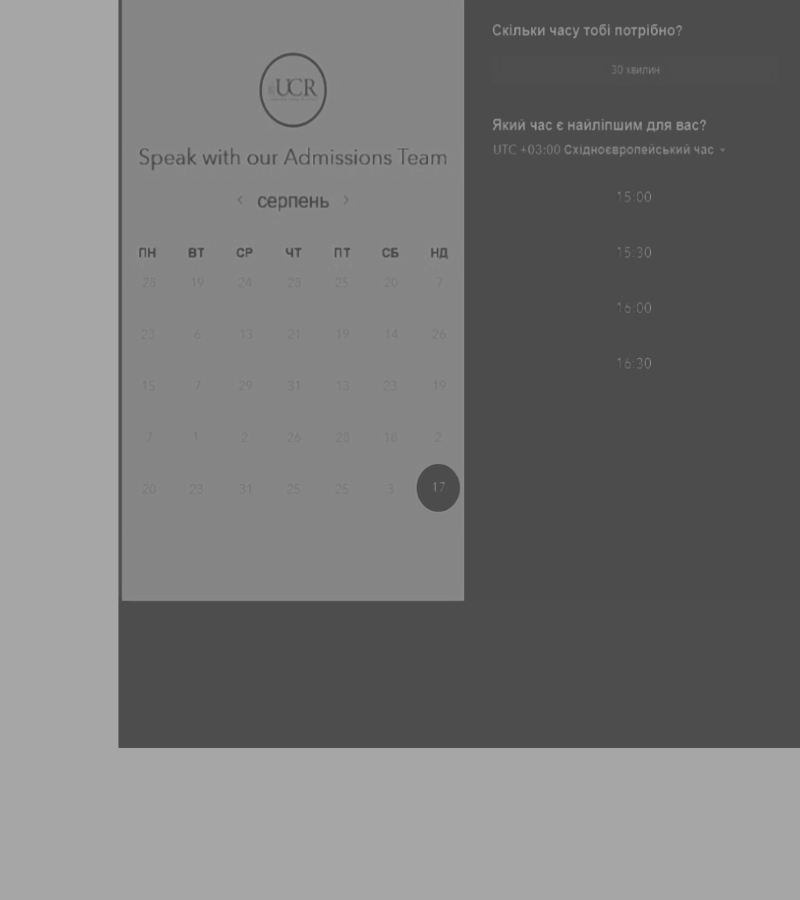 UCR
Speak with our Admissions Team
серпень
ПН ВТ СР ЧТ ПТ СБ НД
28 19 24 23 25 20 7
23 6 13 21 19 14 26
15 7 29 31 13 23 19
7 1 2 26 28 18 2
20 23 31 25 25 3 17
Скільки часу тобі потрібно?
30 хвилин
Який час є найліпшим для вас?
UTC +03:00 Східноєвропейський час
15:00
15:30
16:00
16:30